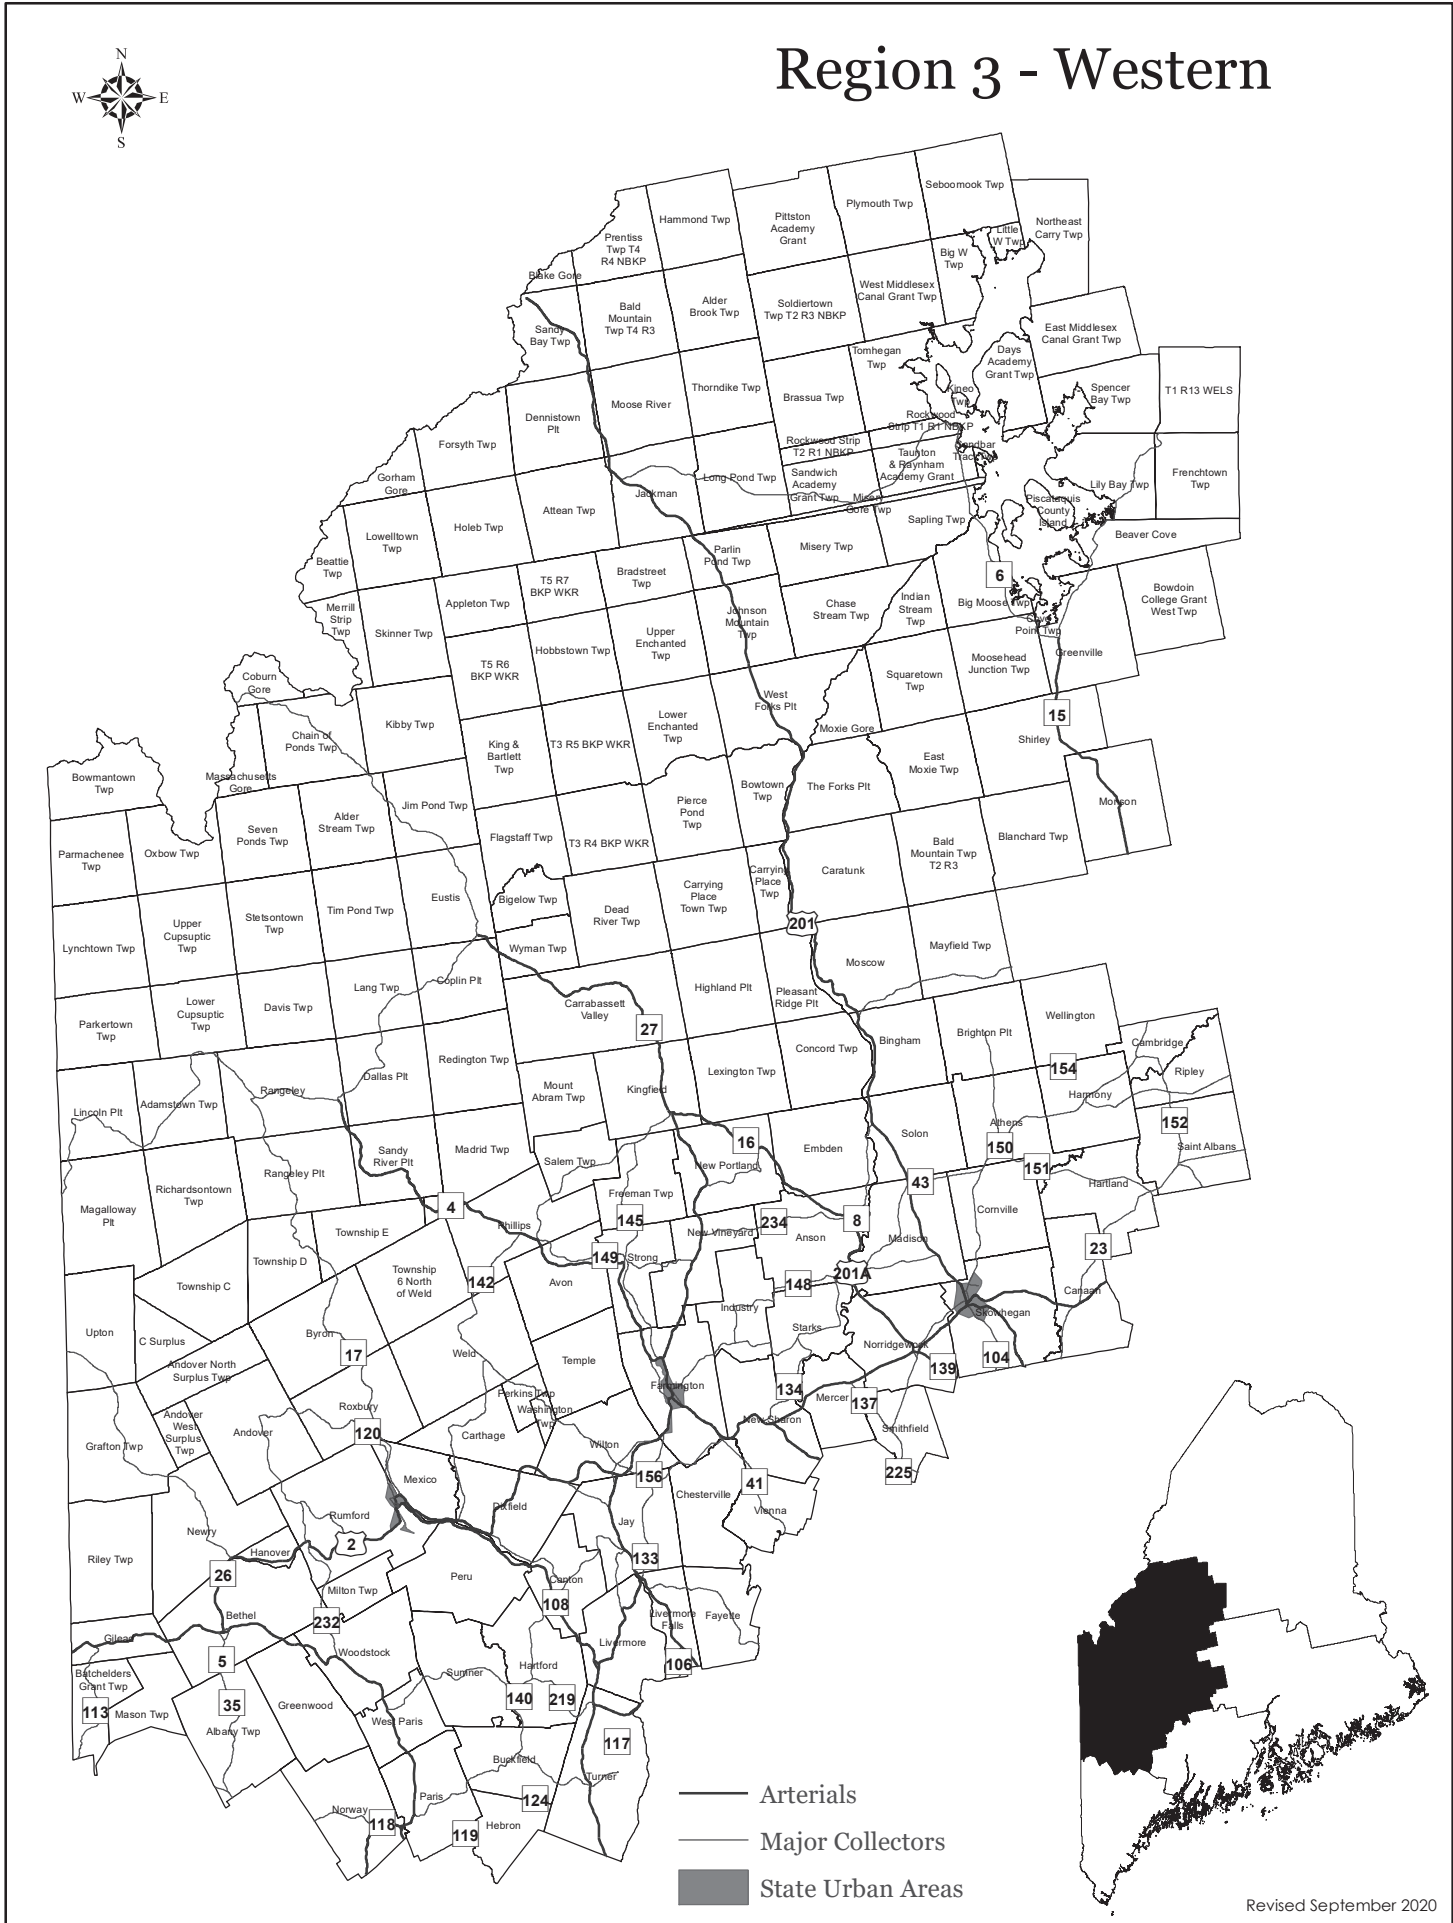 Region 3 - Western
N
W
E
S
Seboomook Twp
Plymouth Twp
Hammond Twp
Pittston
Academy
Grant
Northeast
Carry Twp
Little
W Twp
Prentiss
Twp T4
R4 NBKP
Big W
Twp
Blake Gore
West Middlesex
Canal Grant Twp
Alder
Brook Twp
Soldiertown
Twp T2 R3 NBKP
Bald
Mountain
Twp T4 R3
Sandy
Bay Twp
East Middlesex
Canal Grant Twp
Tomhegan
Twp
Days
Academy
Grant Twp
Spencer
Bay Twp
T1 R13 WELS
Kineo
Twp
Thorndike Twp
Brassua Twp
Moose River
Dennistown
Plt
Rockwood
Strip T1 R1 NBKP
Forsyth Twp
Rockwood Strip
T2 R1 NBKP
Sandbar
Tract Twp
Taunton
& Raynham
Academy Grant
Gorham
Gore
Long Pond Twp
Sandwich
Academy
Grant Twp
Lily Bay Twp
Frenchtown
Twp
Jackman
Misery
Gore Twp
Piscataquis
County
Island
Attean Twp
Holeb Twp
Sapling Twp
Beaver Cove
Lowelltown
Twp
Misery Twp
Parlin
Pond Twp
Beattie
Twp
6
Bradstreet
Twp
T5 R7
BKP WKR
Bowdoin
College Grant
West Twp
Appleton Twp
Merrill
Strip
Twp
Skinner Twp
Johnson
Mountain
Twp
Chase
Stream Twp
Indian
Stream
Twp
Big Moose Twp
Cove
Point Twp
Upper
Enchanted
Twp
Hobbstown Twp
Greenville
Moosehead
Junction Twp
T5 R6
BKP WKR
Squaretown
Twp
Coburn
Gore
West
Forks Plt
15
Kibby Twp
Lower
Enchanted
Twp
Moxie Gore
Shirley
Chain of
Ponds Twp
T3 R5 BKP WKR
King &
Bartlett
Twp
East
Moxie Twp
Bowmantown
Twp
Massachusetts
Gore
Bowtown
Twp
The Forks Plt
Jim Pond Twp
Pierce
Pond
Twp
Monson
Alder
Stream Twp
Seven
Ponds Twp
Flagstaff Twp
T3 R4 BKP WKR
Blanchard Twp
Bald
Mountain Twp
T2 R3
Parmachenee
Twp
Oxbow Twp
Caratunk
Carrying
Place
Twp
Carrying
Place
Town Twp
Eustis
Bigelow Twp
Dead
River Twp
Tim Pond Twp
Stetsontown
Twp
Upper
Cupsuptic
Twp
201
Lynchtown Twp
Wyman Twp
Mayfield Twp
Moscow
Coplin Plt
Lang Twp
Highland Plt
Pleasant
Ridge Plt
Carrabassett
Valley
Davis Twp
Lower
Cupsuptic
Twp
Parkertown
Twp
27
Wellington
Brighton Plt
Bingham
Cambridge
Concord Twp
Redington Twp
Lexington Twp
154
Ripley
Dallas Plt
Mount
Abram Twp
Kingfield
Rangeley
Harmony
Adamstown Twp
Lincoln Plt
152
Athens
Solon
16
150
Saint Albans
Embden
Madrid Twp
Sandy
River Plt
Salem Twp
New Portland
151
Rangeley Plt
43
Hartland
Richardsontown
Twp
Freeman Twp
Magalloway
Plt
4
Cornville
145
234
8
Phillips
New Vineyard
Anson
Madison
Township E
23
149
Strong
Township D
Township
6 North
of Weld
142
Avon
201A
148
Township C
Canaan
Industry
Skowhegan
Starks
Upton
Byron
C Surplus
17
Norridgewock
104
Weld
Temple
139
Andover North
Surplus Twp
Farmington
134
137
Perkins Twp
Washington
Twp
Mercer
Roxbury
120
Andover
West
Surplus
Twp
Andover
New Sharon
Smithfield
Carthage
Grafton Twp
Wilton
225
156
41
Mexico
Chesterville
Dixfield
Vienna
Rumford
Jay
Newry
2
Hanover
Riley Twp
133
26
Peru
Canton
Milton Twp
108
Bethel
232
Livermore
Falls
Fayette
Gilead
Livermore
Woodstock
5
106
Batchelders
Grant Twp
Sumner
Hartford
35
140
219
113
Mason Twp
Greenwood
West Paris
Albany Twp
117
Buckfield
Turner
Paris
124
Norway
118
119
Hebron
Arterials
Major Collectors
State Urban Areas
Revised September 2020